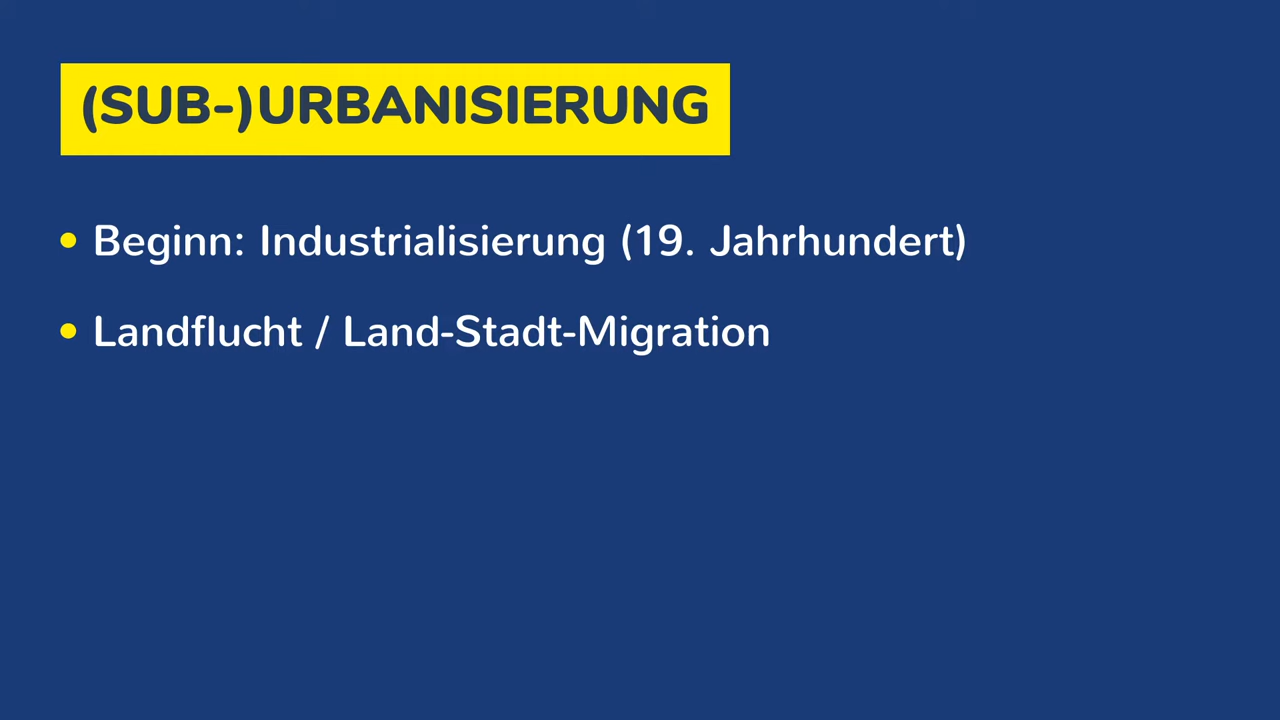 (SUB-)URBANISIERUNG
• Beginn: Industrialisierung (19. Jahrhundert)
• Landflucht / Land-Stadt-Migration